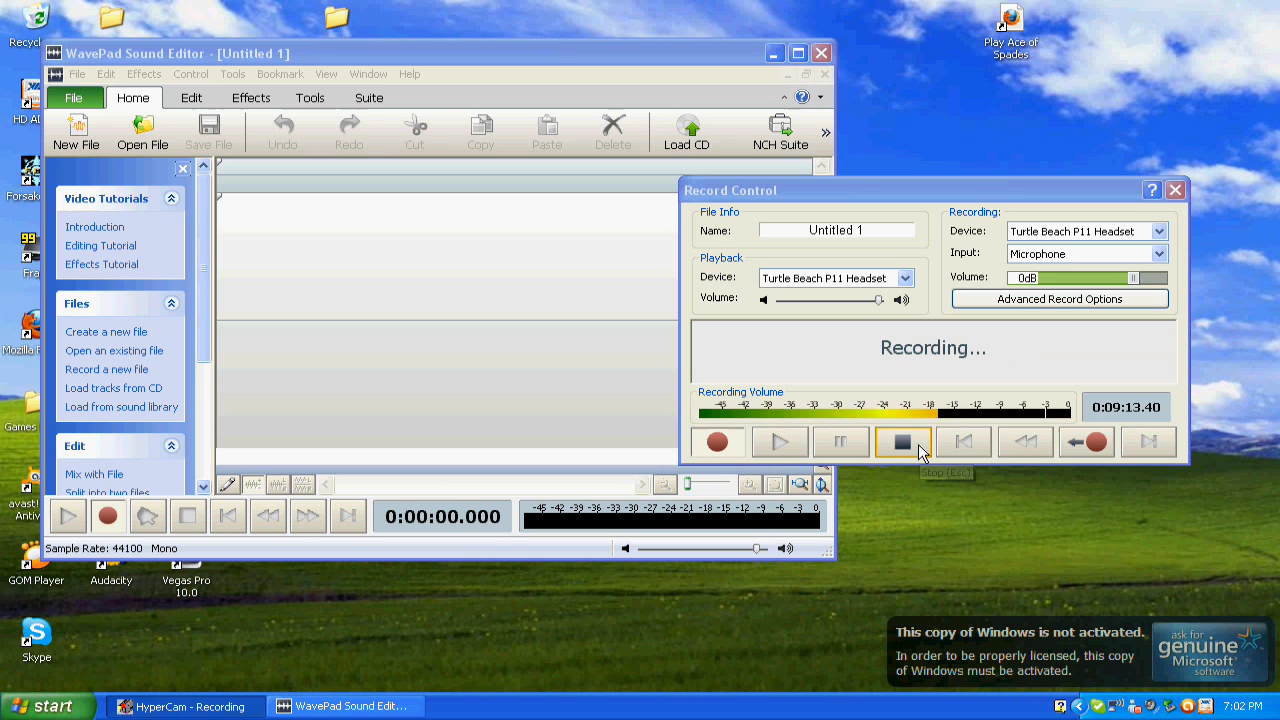 Recycl
Play Ace of
Spades
HD AD
Forsak
Fra
Mozilla F
Games
avast!
Antiv
GOM Player
Audacity
Vegas Pro
10.0
Skype
WavePad Sound Editor - [Untitled 1]
File Edit Effects Control Tools Bookmark View Window Help
File Home Edit Effects Tools Suite
New File Open File Save File Undo Redo Cut Copy Paste Delete Load CD NCH Suite
Video Tutorials
Introduction
Editing Tutorial
Effects Tutorial
Files
Create a new file
Open an existing file
Record a new file
Load tracks from CD
Load from sound library
Edit
Mix with File
Split into two files
0:00:00.000
-45 -42 -39 -36 -33 -30 -27 -24 -21 -18 -15 -12 -9 -6 -3 0
Sample Rate: 44100 Mono
Record Control
File Info
Name: Untitled 1
Playback
Device: Turtle Beach P11 Headset
Volume:
Recording:
Device: Turtle Beach P11 Headset
Input: Microphone
Volume: 0dB
Advanced Record Options
Recording...
Recording Volume
-45 -42 -39 -36 -33 -30 -27 -24 -21 -18 -15 -12 -9 -6 -3 0
0:09:13.40
Stop (Esc)
This copy of Windows is not activated.
In order to be properly licensed, this copy
of Windows must be activated.
ask for
genuine
Microsoft
software
start
HyperCam - Recording
WavePad Sound Edit...
7:02 PM